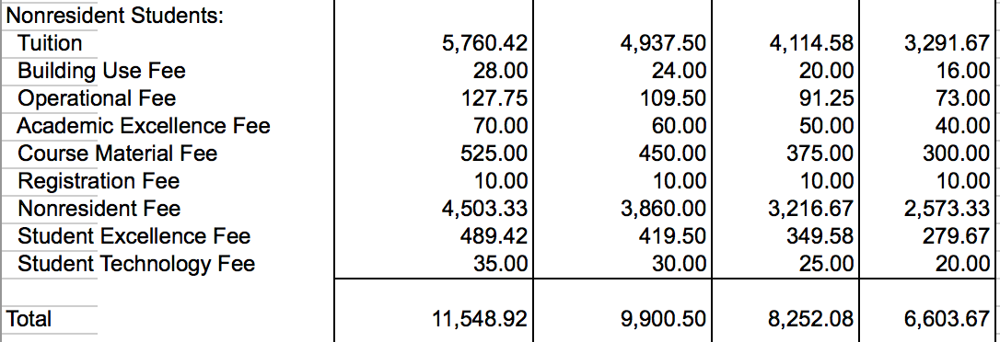 Nonresident Students:
Tuition 5,760.42 4,937.50 4,114.58 3,291.67
Building Use Fee 28.00 24.00 20.00 16.00
Operational Fee 127.75 109.50 91.25 73.00
Academic Excellence Fee 70.00 60.00 50.00 40.00
Course Material Fee 525.00 450.00 375.00 300.00
Registration Fee 10.00 10.00 10.00 10.00
Nonresident Fee 4,503.33 3,860.00 3,216.67 2,573.33
Student Excellence Fee 489.42 419.50 349.58 279.67
Student Technology Fee 35.00 30.00 25.00 20.00
Total 11,548.92 9,900.50 8,252.08 6,603.67